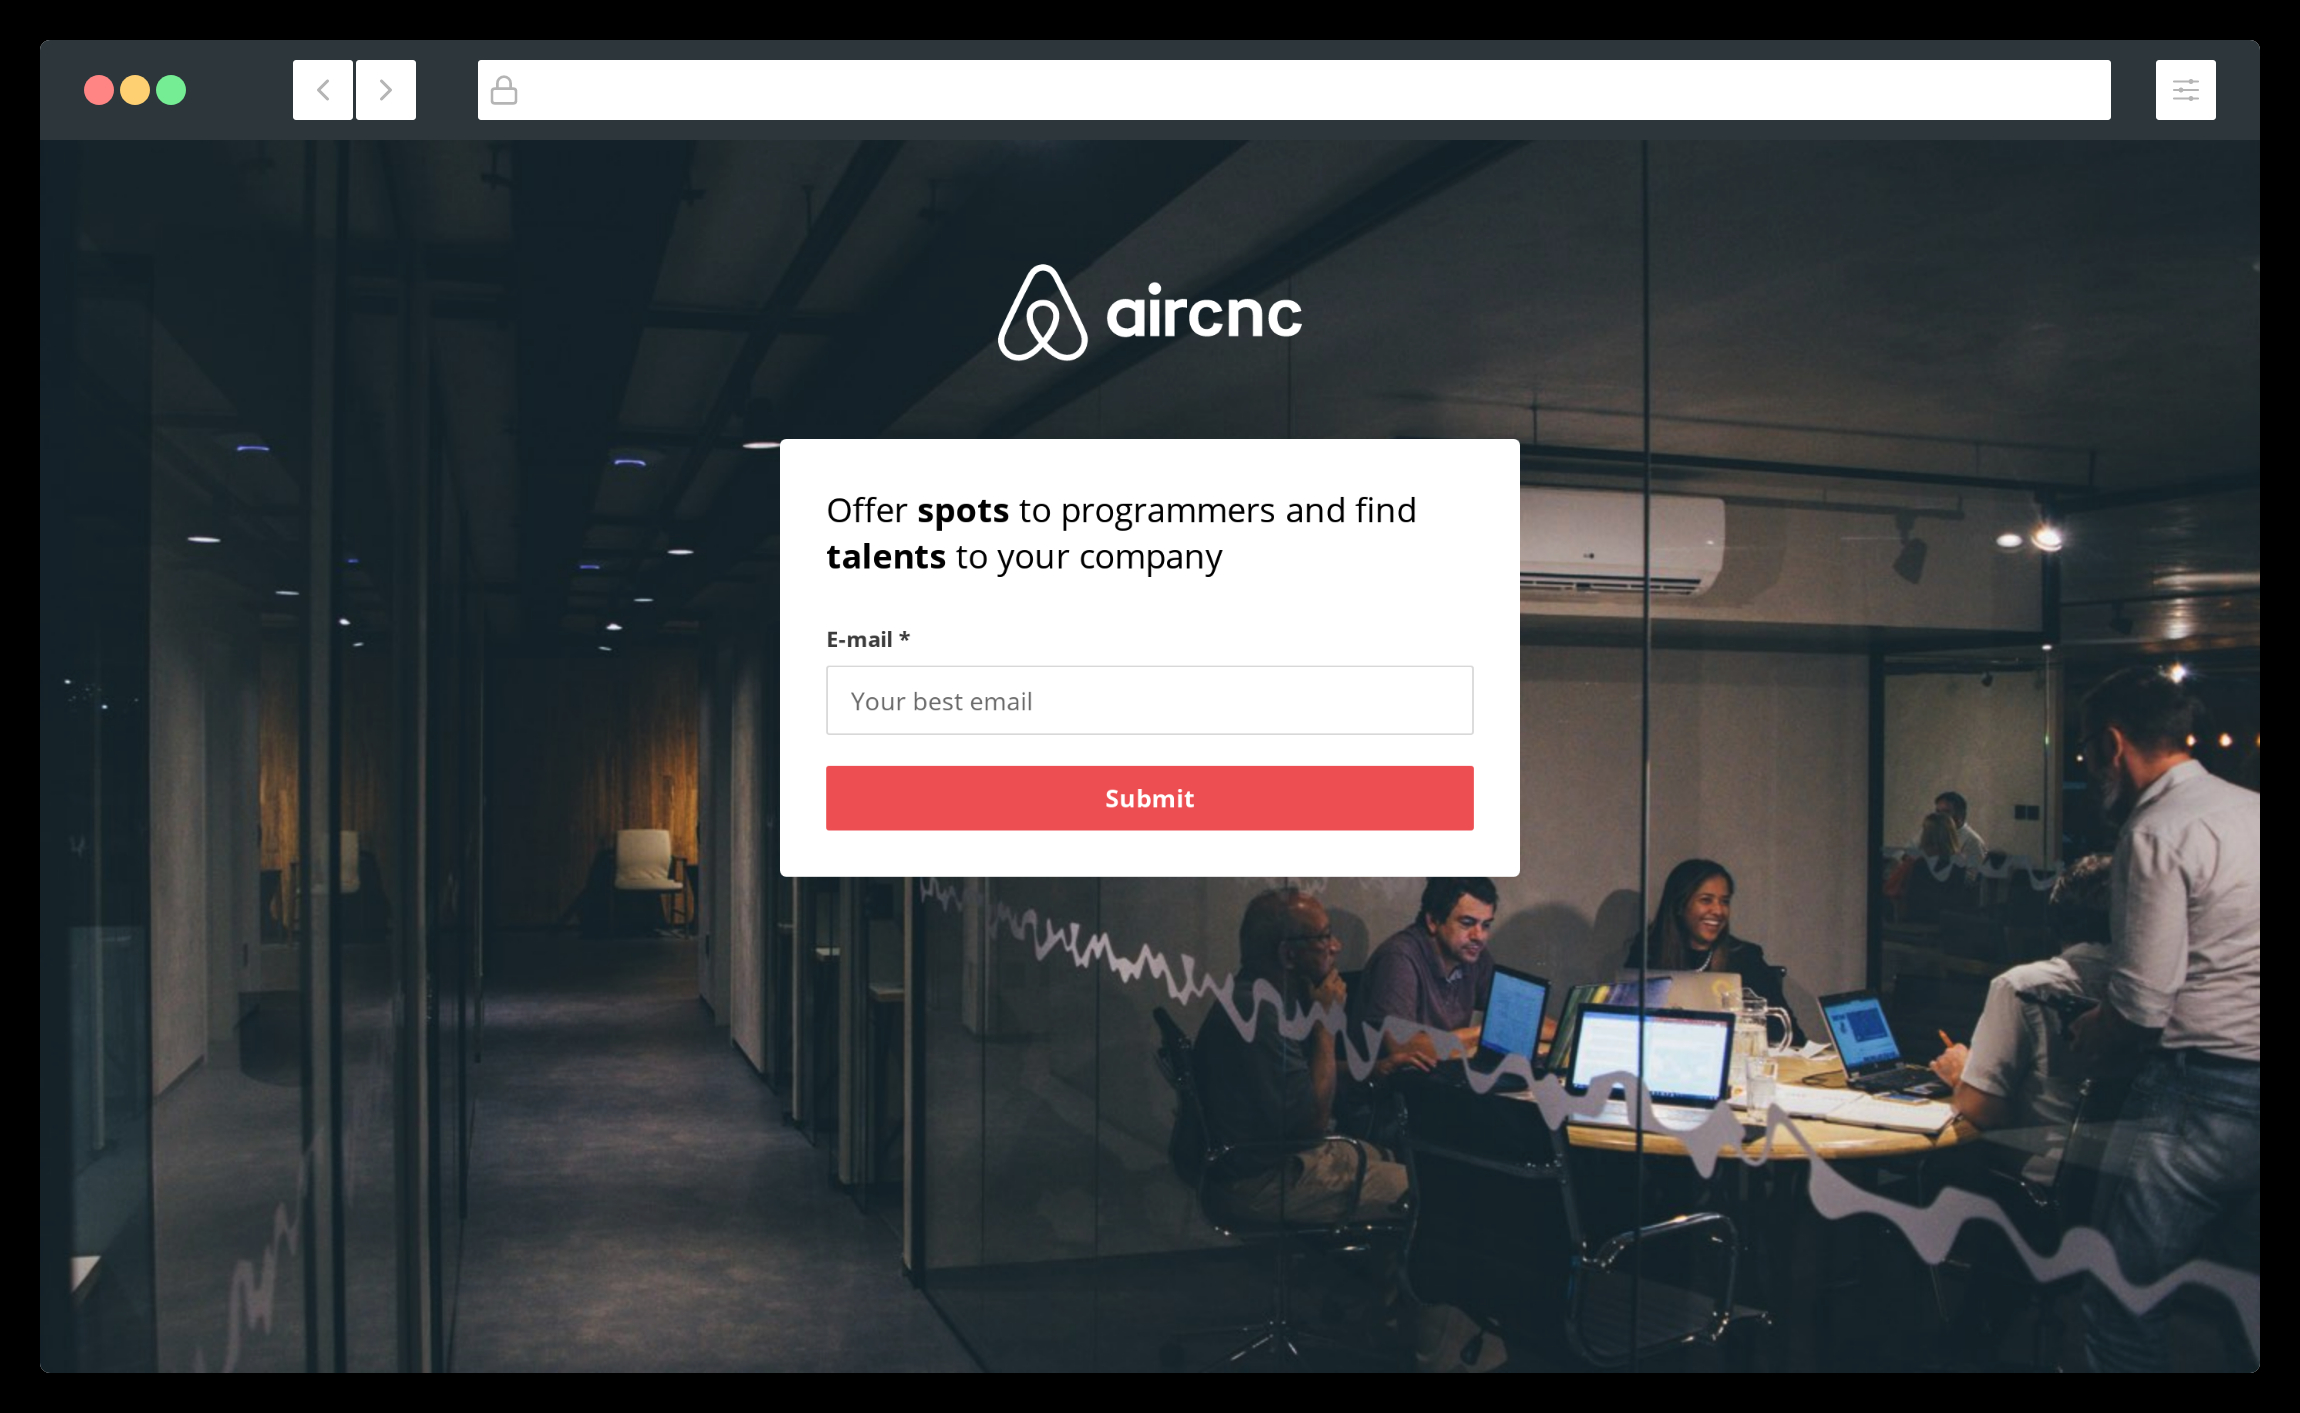 aircnc
Offer spots to programmers and find
talents to your company
E-mail *
Your best email
Submit